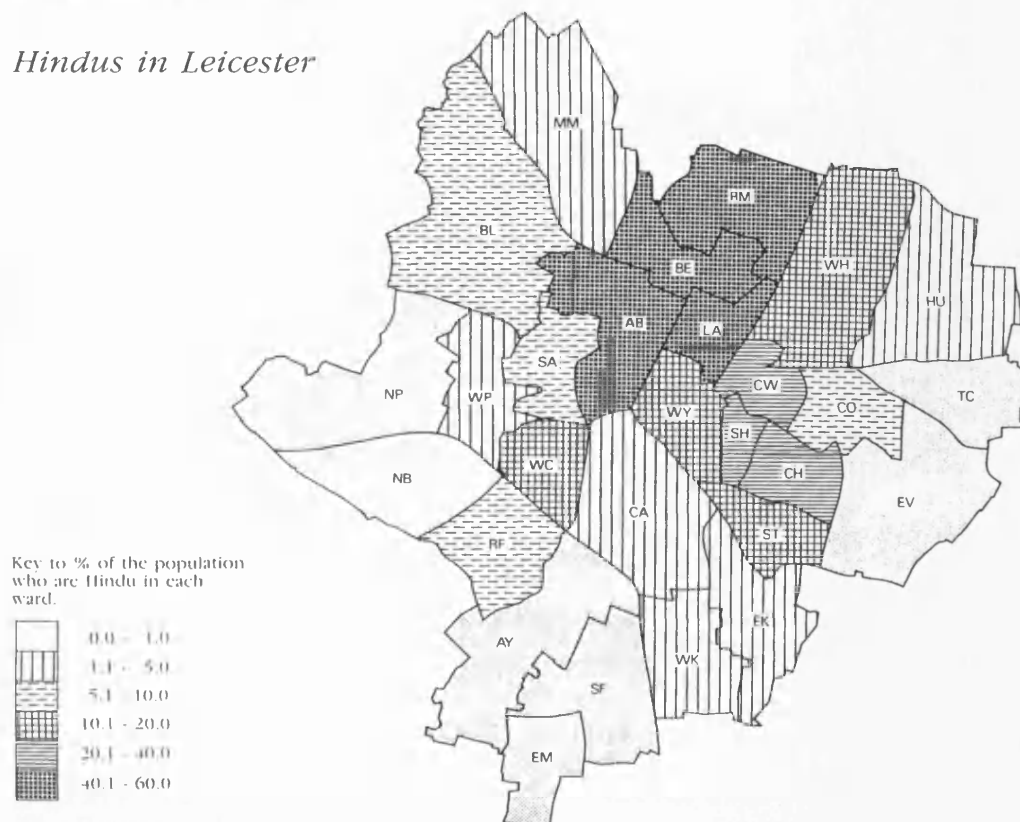 Hindus in Leicester
MM
RM
BL
BE
WH
HU
AB
LA
SA
CW
TC
NP
WP
WY
CO
SH
WC
CH
NB
EV
CA
ST
RF
EK
AY
WK
SF
EM
Key to % of the population
who are Hindu in each
ward.
0.0 - 1.0
1.1 - 5.0
5.1 - 10.0
10.1 - 20.0
20.1 - 40.0
40.1 - 60.0